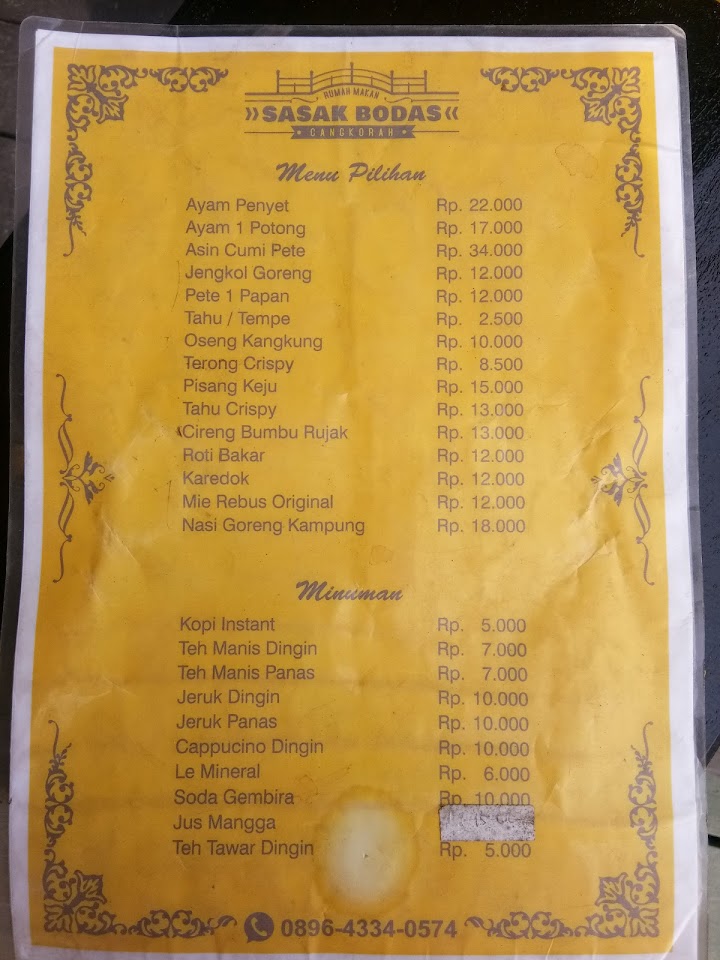 RUMAH MAKAN
SASAK BODAS
CANGKORAH
Menu Pilihan
Ayam Penyet Rp. 22.000
Ayam 1 Potong Rp. 17.000
Asin Cumi Pete Rp. 34.000
Jengkol Goreng Rp. 12.000
Pete 1 Papan Rp. 12.000
Tahu / Tempe Rp. 2.500
Oseng Kangkung Rp. 10.000
Terong Crispy Rp. 8.500
Pisang Keju Rp. 15.000
Tahu Crispy Rp. 13.000
Cireng Bumbu Rujak Rp. 13.000
Roti Bakar Rp. 12.000
Karedok Rp. 12.000
Mie Rebus Original Rp. 12.000
Nasi Goreng Kampung Rp. 18.000
Minuman
Kopi Instant Rp. 5.000
Teh Manis Dingin Rp. 7.000
Teh Manis Panas Rp. 7.000
Jeruk Dingin Rp. 10.000
Jeruk Panas Rp. 10.000
Cappucino Dingin Rp. 10.000
Le Mineral Rp. 6.000
Soda Gembira Rp. 10.000
Jus Mangga
Teh Tawar Dingin Rp. 5.000
0896-4334-0574